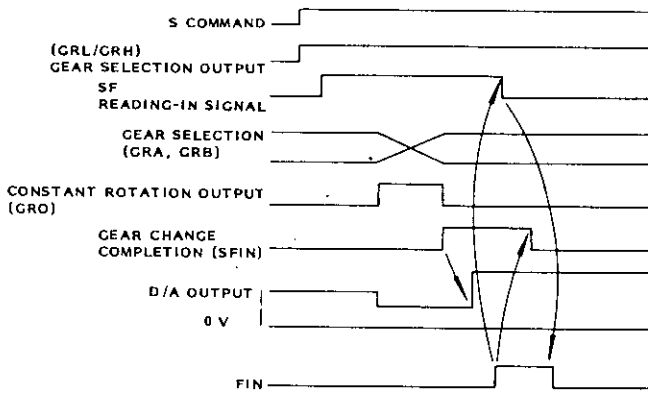 S COMMAND
(GRL/GRH)
GEAR SELECTION OUTPUT
SF
READING-IN SIGNAL
GEAR SELECTION
(GRA, GRB)
CONSTANT ROTATION OUTPUT
(GRO)
GEAR CHANGE
COMPLETION (SFIN)
D/A OUTPUT
0 V
FIN